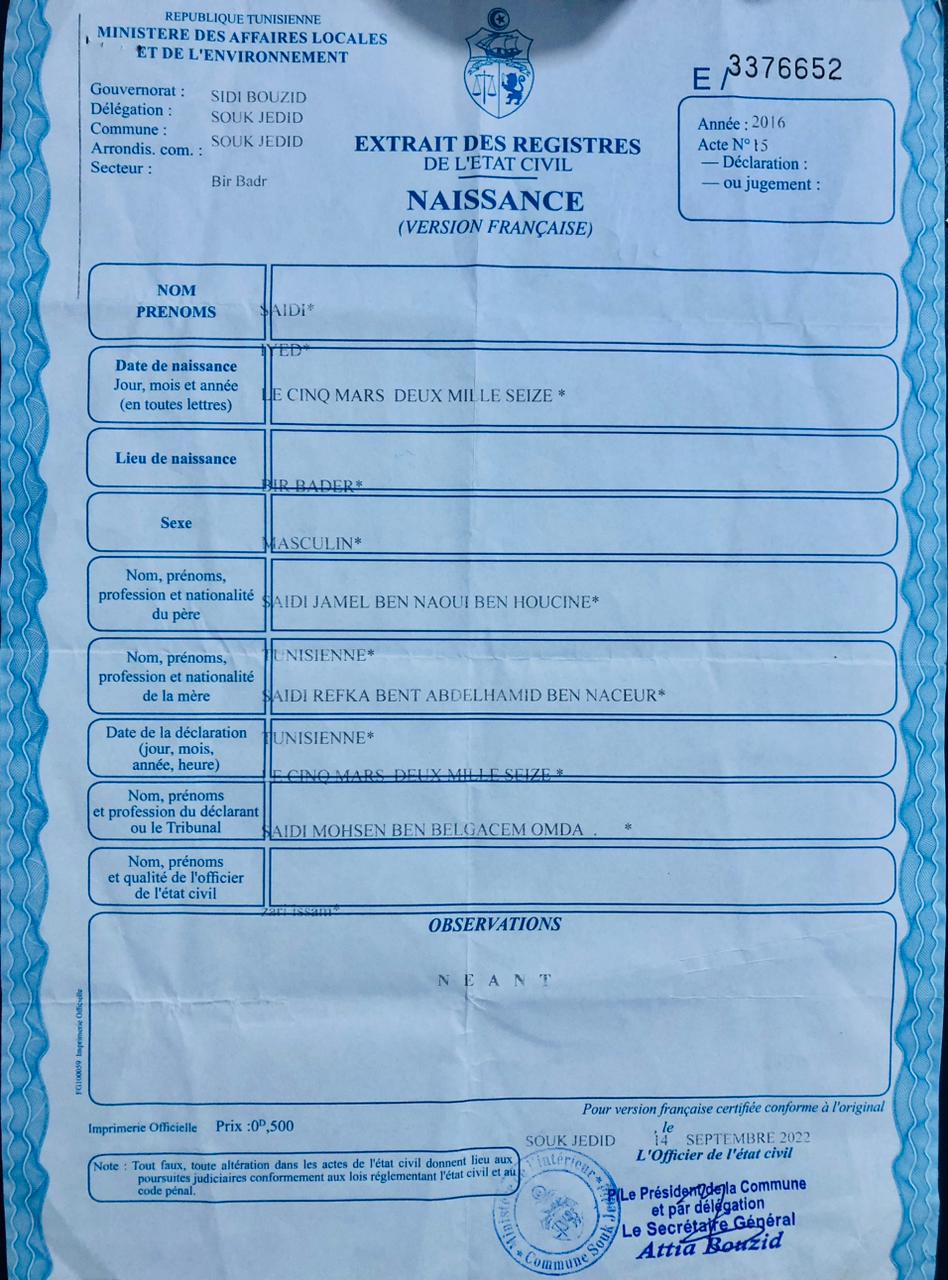 REPUBLIQUE TUNISIENNE
MINISTERE DES AFFAIRES LOCALES
ET DE L'ENVIRONNEMENT
Gouvernorat : SIDI BOUZID
Délégation : SOUK JEDID
Commune : SOUK JEDID
Arrondis. com. :
Secteur : Bir Badr
E / 3376652
EXTRAIT DES REGISTRES
DE L'ÉTAT CIVIL
NAISSANCE
(VERSION FRANÇAISE)
Année : 2016
Acte N° 15
— Déclaration :
— ou jugement :
NOM
PRENOMS
SAIDI*
IYED*
Date de naissance
Jour, mois et année
(en toutes lettres)
LE CINQ MARS DEUX MILLE SEIZE *
Lieu de naissance
BIR BADER*
Sexe
MASCULIN*
Nom, prénoms,
profession et nationalité
du père
SAIDI JAMEL BEN NAOUI BEN HOUCINE*
TUNISIENNE*
Nom, prénoms,
profession et nationalité
de la mère
SAIDI REFKA BENT ABDELHAMID BEN NACEUR*
TUNISIENNE*
Date de la déclaration
(jour, mois,
année, heure)
LE CINQ MARS DEUX MILLE SEIZE *
Nom, prénoms
et profession du déclarant
ou le Tribunal
SAIDI MOHSEN BEN BELGACEM OMDA . *
Nom, prénoms
et qualité de l'officier
de l'état civil
zari issam*
OBSERVATIONS
N E A N T
FG100059 Imprimerie Officielle
Pour version française certifiée conforme à l'original
Imprimerie Officielle Prix :0D,500
, le
SOUK JEDID 14 SEPTEMBRE 2022
L'Officier de l'état civil
Note : Tout faux, toute altération dans les actes de l'état civil donnent lieu aux
poursuites judiciaires conformement aux lois réglementant l'état civil et au
code pénal.
P/Le Président de la Commune
et par délégation
Le Secrétaire Général
Attia Bouzid
Commune Souk